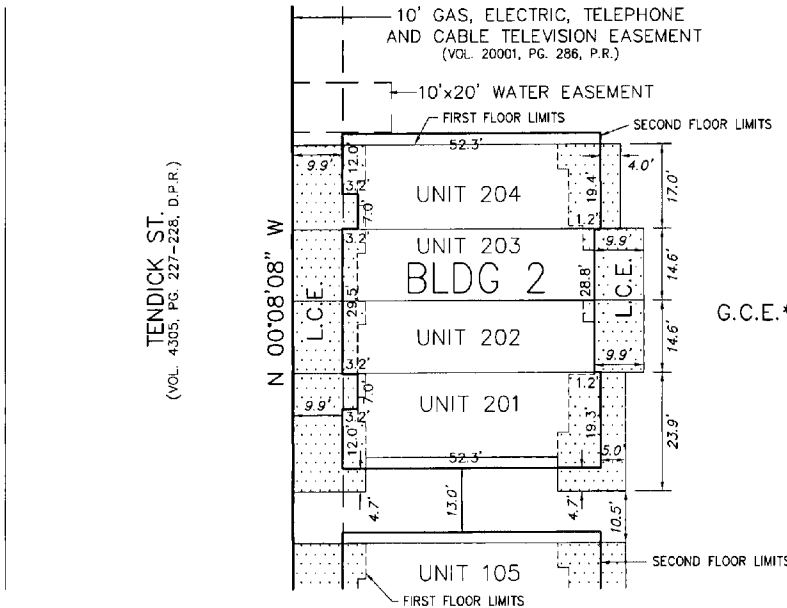 10' GAS, ELECTRIC, TELEPHONE
AND CABLE TELEVISION EASEMENT
(VOL. 20001, PG. 286, P.R.)
10'x20' WATER EASEMENT
FIRST FLOOR LIMITS
SECOND FLOOR LIMITS
52.3'
9.9'
12.0'
4.0'
17.0'
3.2'
UNIT 204
19.4'
7.0'
1.2'
TENDICK ST.
(VOL. 4305, PG. 227-228, D.P.R.)
N 00°08'08" W
3.2'
UNIT 203
9.9'
BLDG 2
L.C.E.
29.5'
28.8'
L.C.E.
14.6'
G.C.E.*
UNIT 202
14.6'
3.2'
9.9'
1.2'
7.0'
UNIT 201
9.9'
3.2'
12.0'
19.3'
23.9'
52.3'
5.0'
4.7'
13.0'
4.7'
10.5'
UNIT 105
SECOND FLOOR LIMITS
FIRST FLOOR LIMITS